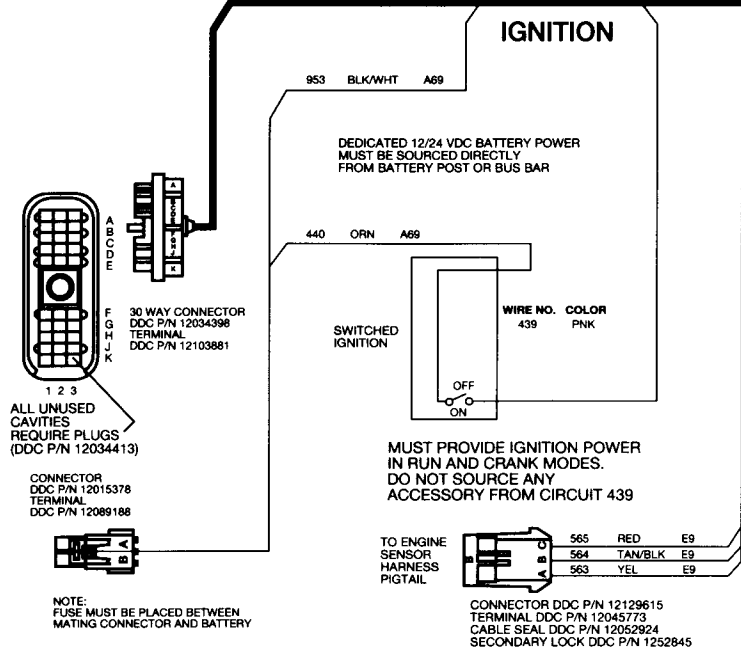 IGNITION
953 BLK/WHT A69
DEDICATED 12/24 VDC BATTERY POWER
MUST BE SOURCED DIRECTLY
FROM BATTERY POST OR BUS BAR
A
B
C
D
E
F
G
H
J
K
1 2 3
A
B
C
D
E
F
G
H
J
K
440 ORN A69
30 WAY CONNECTOR
DDC P/N 12034398
TERMINAL
DDC P/N 12103881
WIRE NO. COLOR
439 PNK
SWITCHED
IGNITION
OFF
ON
ALL UNUSED
CAVITIES
REQUIRE PLUGS
(DDC P/N 12034413)
MUST PROVIDE IGNITION POWER
IN RUN AND CRANK MODES.
DO NOT SOURCE ANY
ACCESSORY FROM CIRCUIT 439
CONNECTOR
DDC P/N 12015378
TERMINAL
DDC P/N 12089188
A
B
NOTE:
FUSE MUST BE PLACED BETWEEN
MATING CONNECTOR AND BATTERY
TO ENGINE
SENSOR
HARNESS
PIGTAIL
B
C
B
A
565 RED E9
564 TAN/BLK E9
563 YEL E9
CONNECTOR DDC P/N 12129615
TERMINAL DDC P/N 12045773
CABLE SEAL DDC P/N 12052924
SECONDARY LOCK DDC P/N 1252845